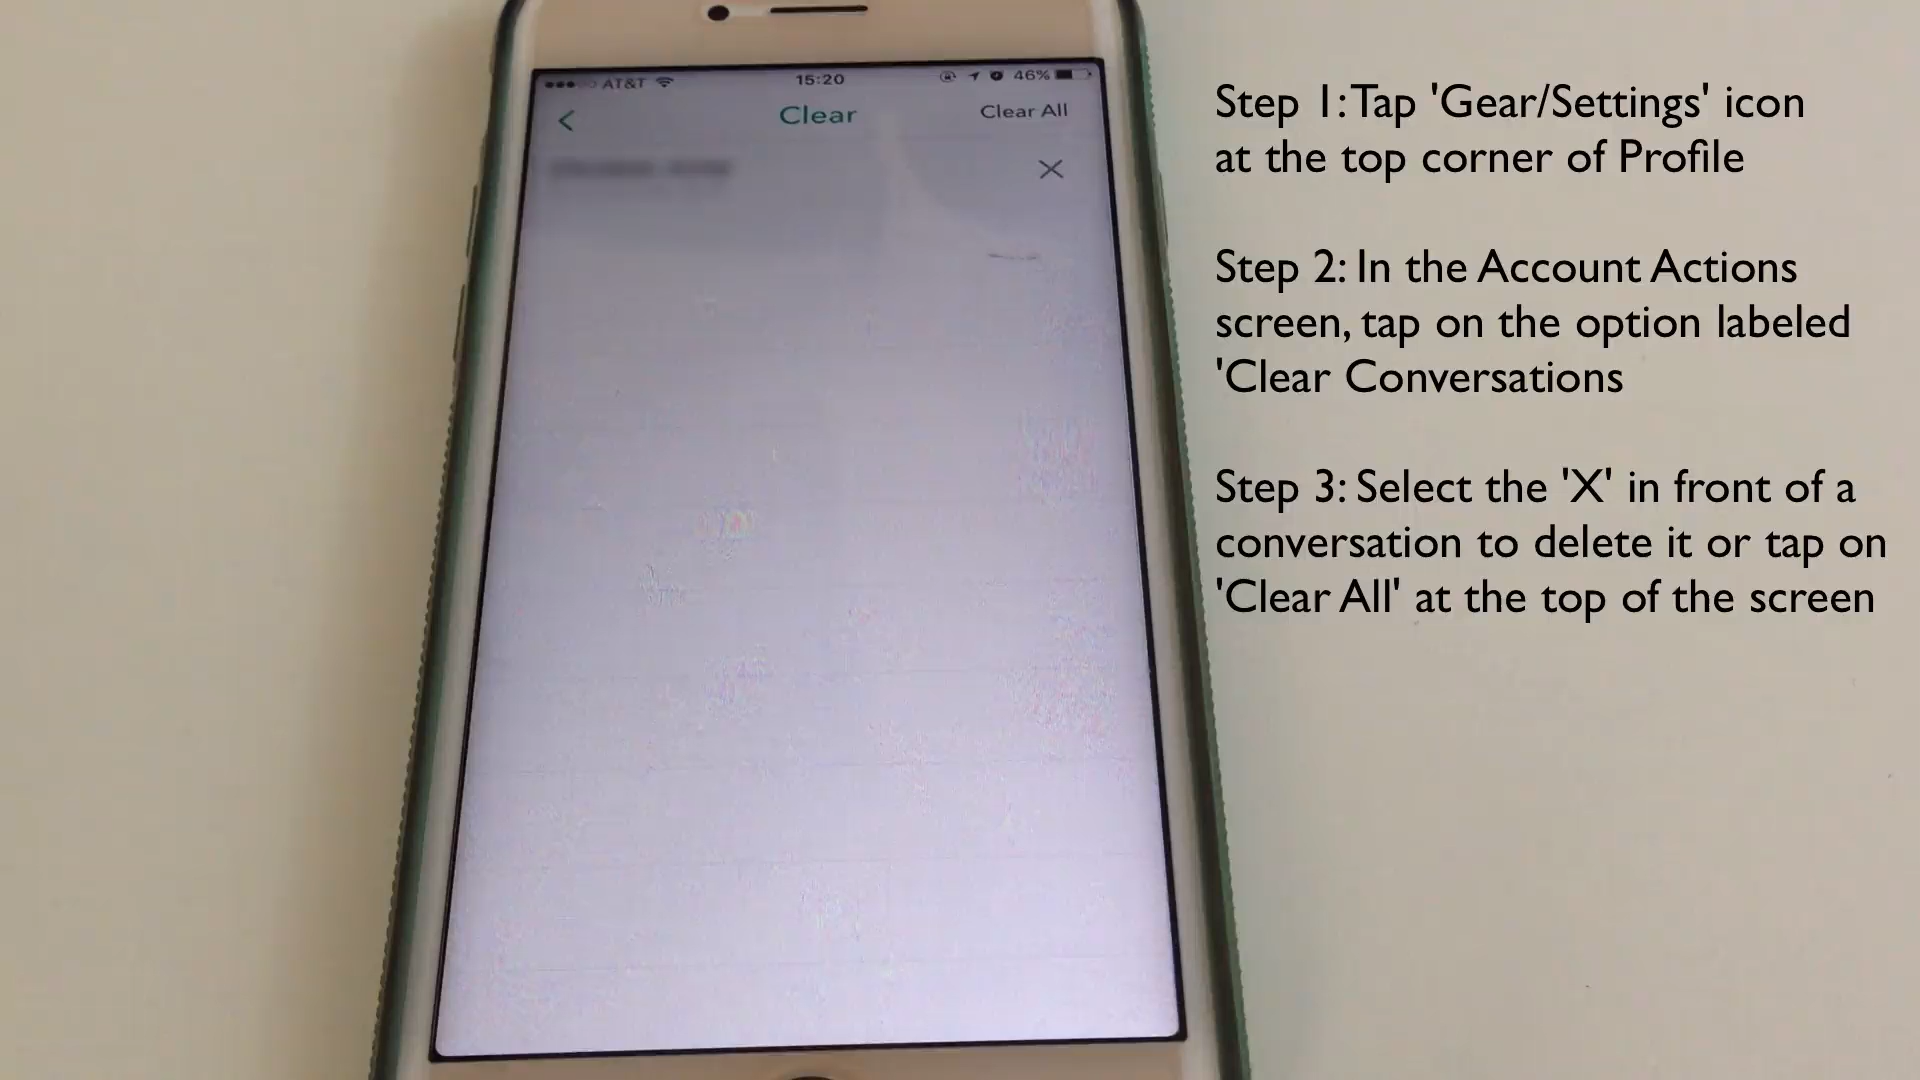 AT&T 15:20 46%
Clear Clear All
Step 1: Tap 'Gear/Settings' icon
at the top corner of Profile
Step 2: In the Account Actions
screen, tap on the option labeled
'Clear Conversations
Step 3: Select the 'X' in front of a
conversation to delete it or tap on
'Clear All' at the top of the screen